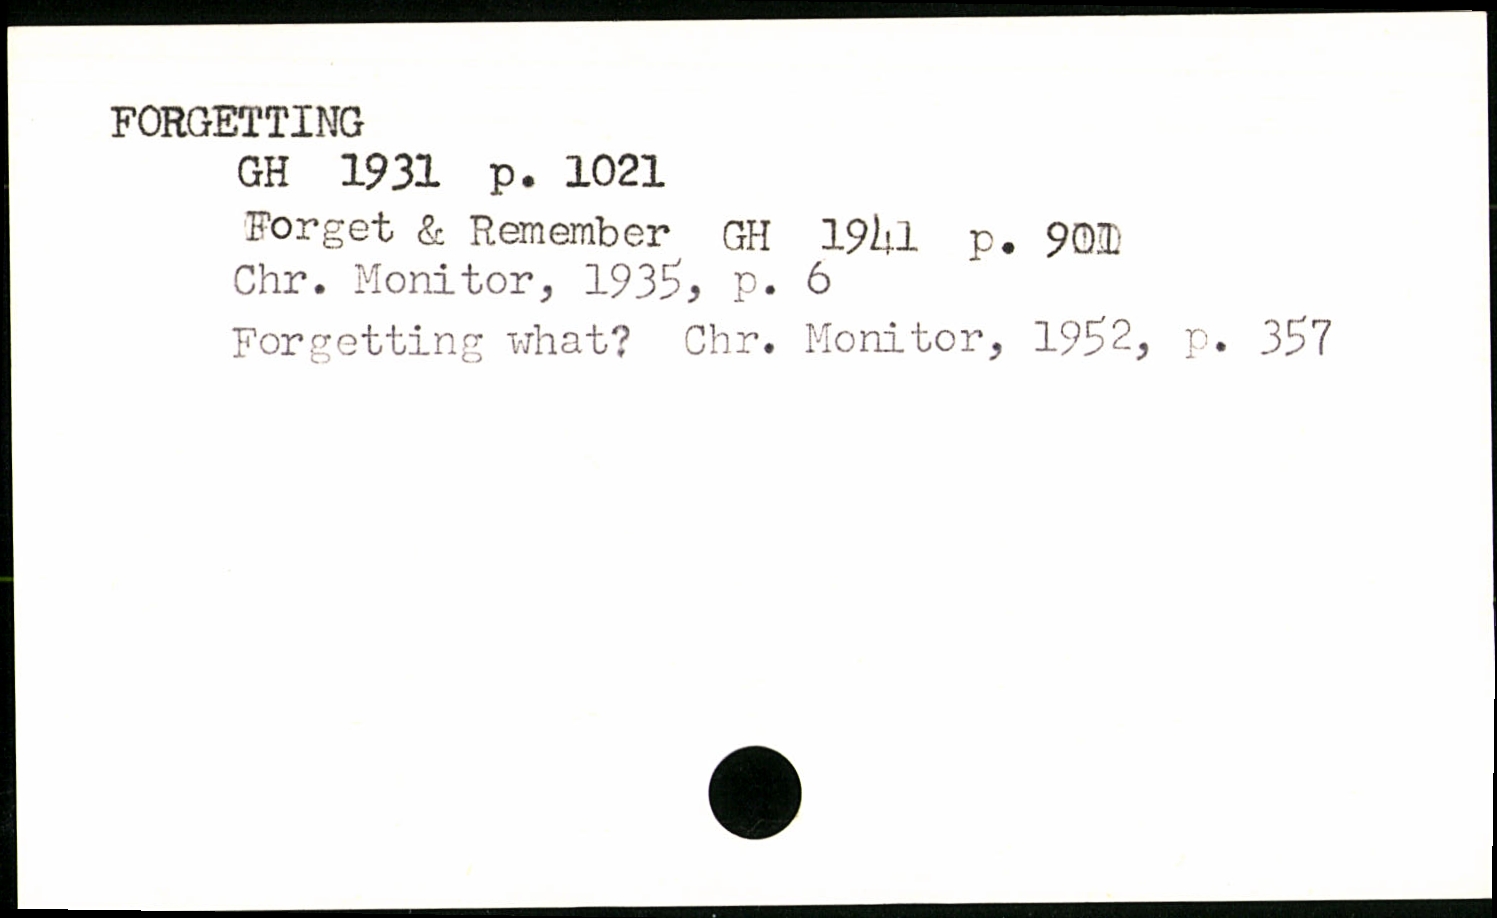 FORGETTING
GH 1931 p. 1021
Forget & Remember GH 1941 p. 901
Chr. Monitor, 1935, p. 6
Forgetting what? Chr. Monitor, 1952, p. 357